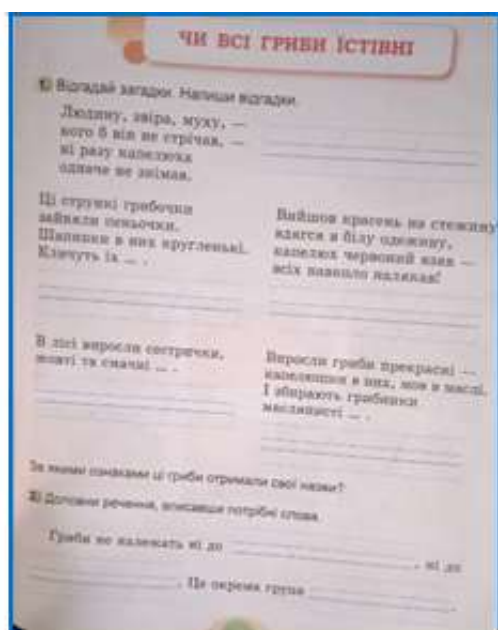 ЧИ ВСІ ГРИБИ ЇСТІВНІ
1) Відгадай загадки. Напиши відгадки.
Людину, звіра, муху, —
кого б він не стрічав, —
ні разу капелюха
одначе не знімав.
Ці стрункі грибочки
зайняли пеньочки.
Шапинки в них кругленькі.
Кличуть їх ... .
Вийшов красень на стежину,
вдягся в білу одежину,
капелюх червоний взяв —
всіх навколо налякав!
В лісі виросли сестрички,
жовті та смачні ... .
Виросли гриби прекрасні —
капелюшки в них, мов в маслі.
І збирають грибники
маслянисті ... .
За якими ознаками ці гриби отримали свої назви?
2) Доповни речення, вписавши потрібні слова.
Гриби не належать ні до , ні до
. Це окрема група .